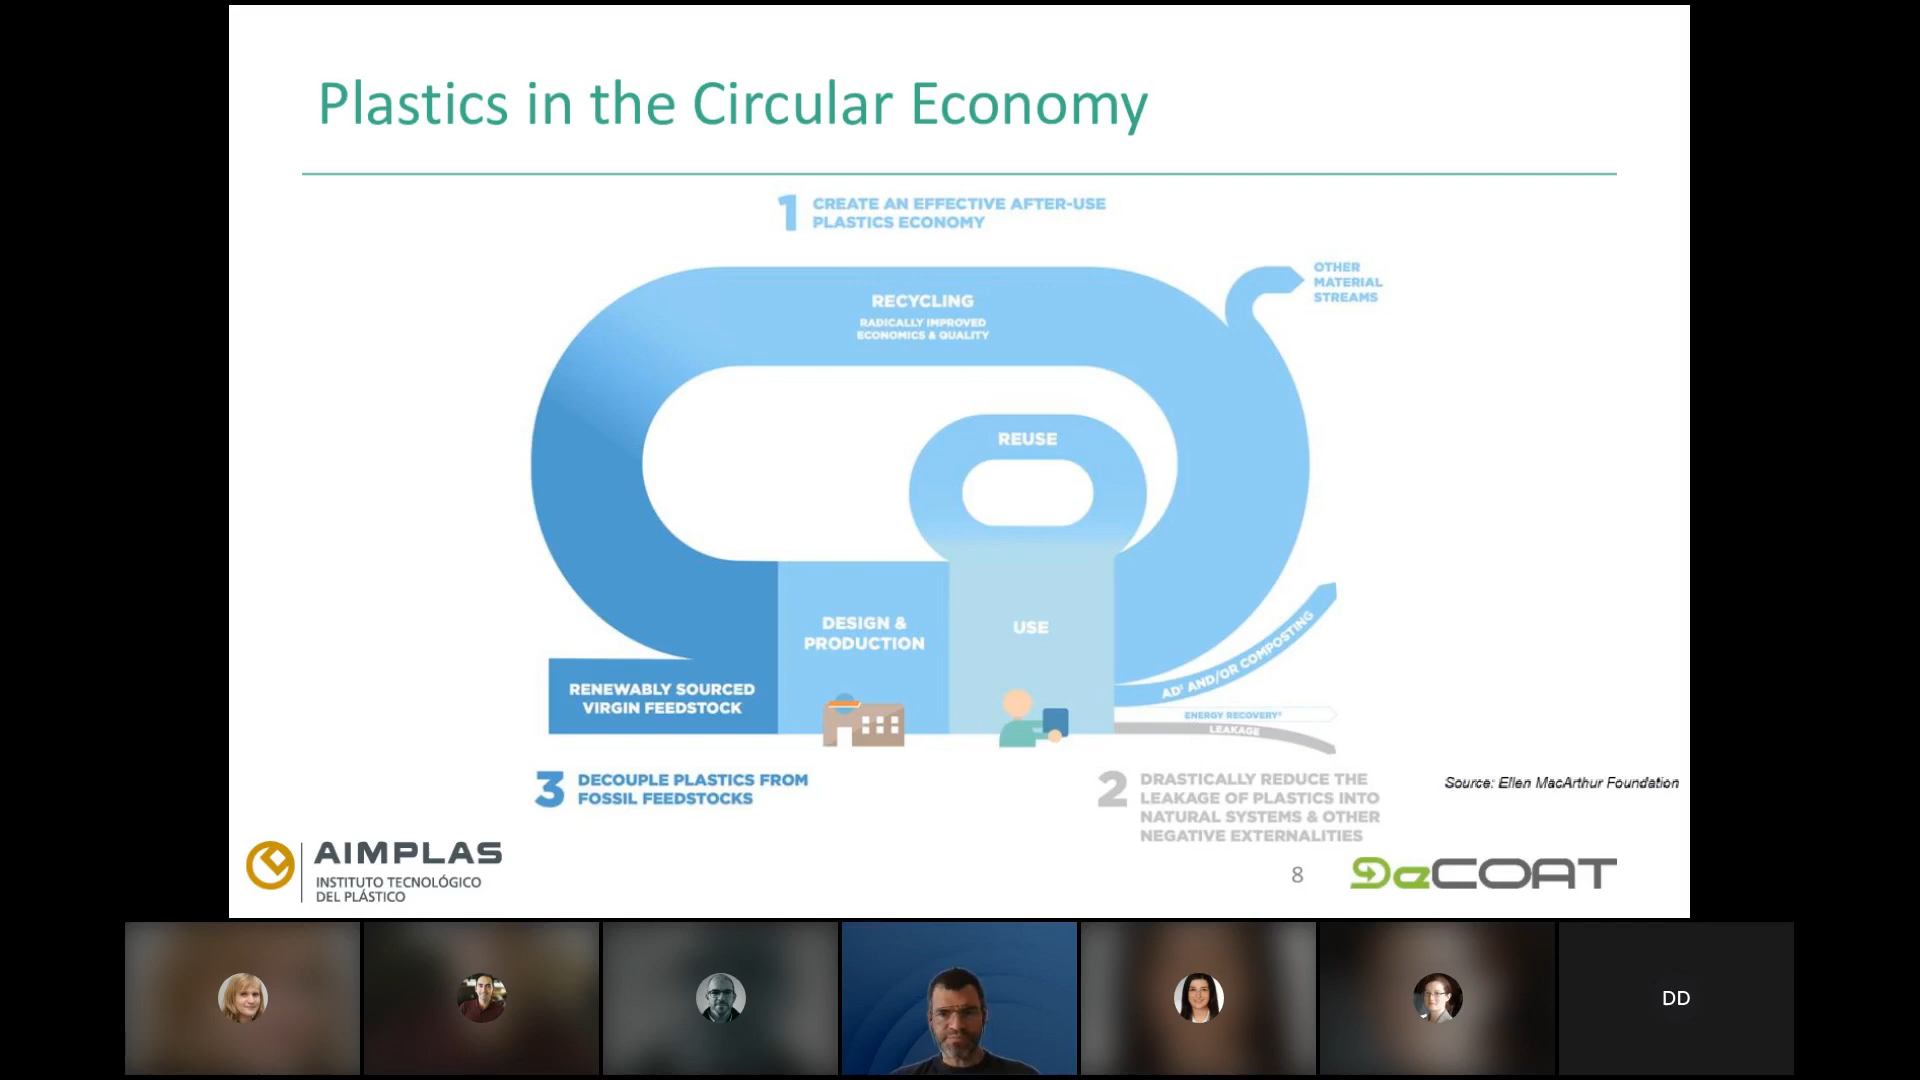 Plastics in the Circular Economy
1 CREATE AN EFFECTIVE AFTER-USE
PLASTICS ECONOMY
OTHER
MATERIAL
STREAMS
RECYCLING
RADICALLY IMPROVED
ECONOMICS & QUALITY
REUSE
DESIGN &
PRODUCTION
USE
AD¹ AND/OR COMPOSTING
RENEWABLY SOURCED
VIRGIN FEEDSTOCK
ENERGY RECOVERY²
LEAKAGE
3 DECOUPLE PLASTICS FROM
FOSSIL FEEDSTOCKS
2 DRASTICALLY REDUCE THE
LEAKAGE OF PLASTICS INTO
NATURAL SYSTEMS & OTHER
NEGATIVE EXTERNALITIES
Source: Ellen MacArthur Foundation
AIMPLAS
INSTITUTO TECNOLÓGICO
DEL PLÁSTICO
8
DeCOAT
DD